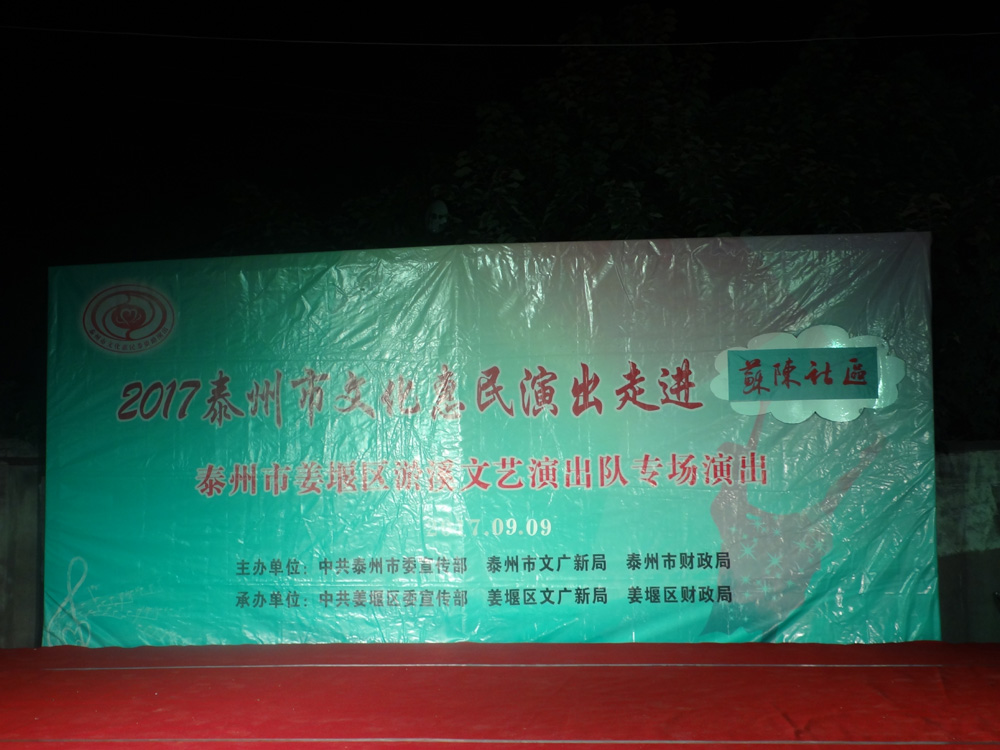 2017泰州市文化惠民演出走进
蘇陳社區
泰州市姜堰区溱溪文艺演出队专场演出
2017.09.09
主办单位：中共泰州市委宣传部 泰州市文广新局 泰州市财政局
承办单位：中共姜堰区委宣传部 姜堰区文广新局 姜堰区财政局